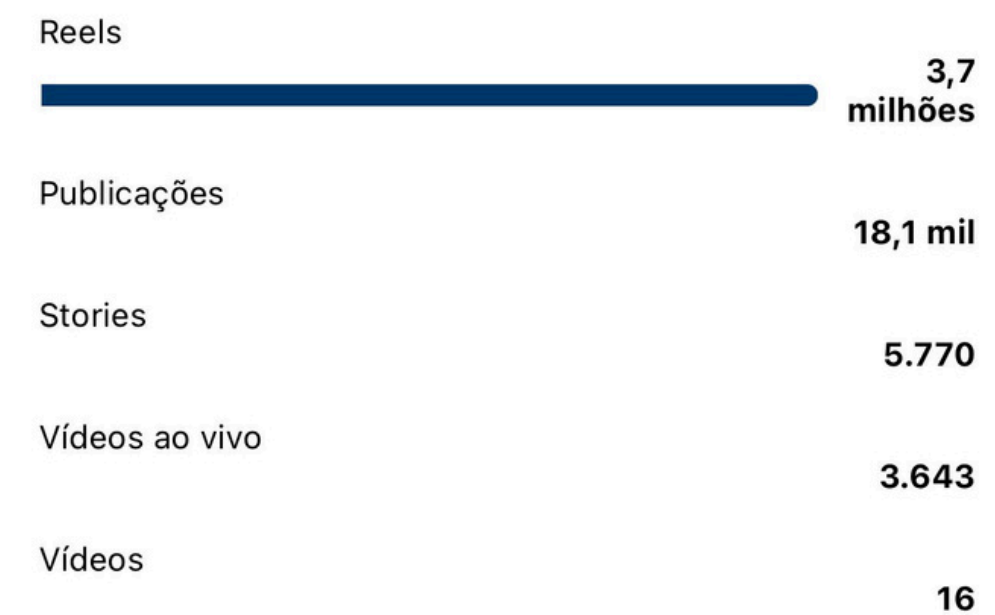 Reels
3,7
milhões
Publicações
18,1 mil
Stories
5.770
Vídeos ao vivo
3.643
Vídeos
16